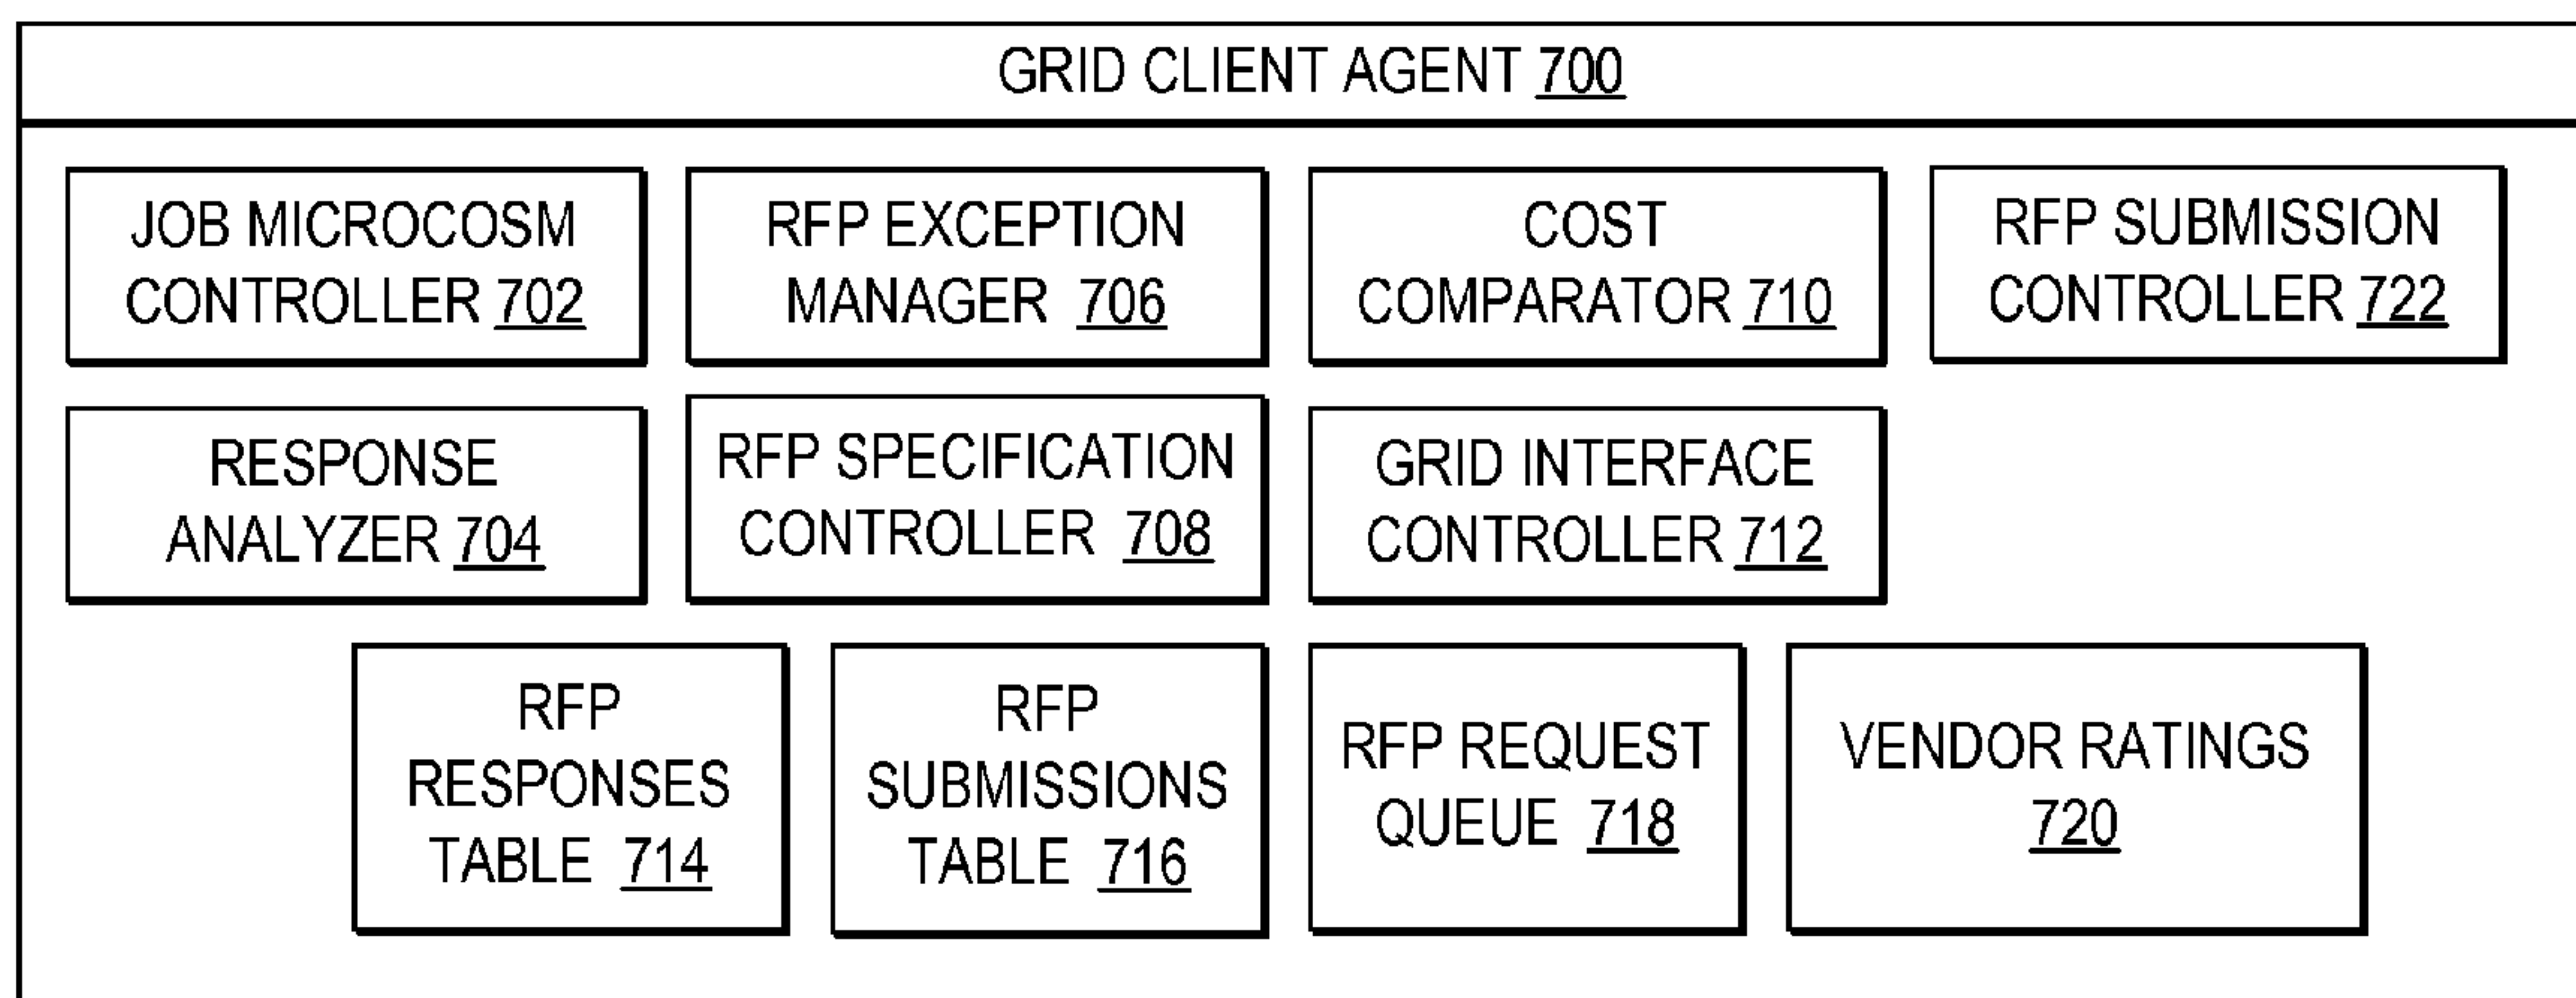 GRID CLIENT AGENT 700
JOB MICROCOSM
CONTROLLER 702
RFP EXCEPTION
MANAGER 706
COST
COMPARATOR 710
RFP SUBMISSION
CONTROLLER 722
RESPONSE
ANALYZER 704
RFP SPECIFICATION
CONTROLLER 708
GRID INTERFACE
CONTROLLER 712
RFP
RESPONSES
TABLE 714
RFP
SUBMISSIONS
TABLE 716
RFP REQUEST
QUEUE 718
VENDOR RATINGS
720